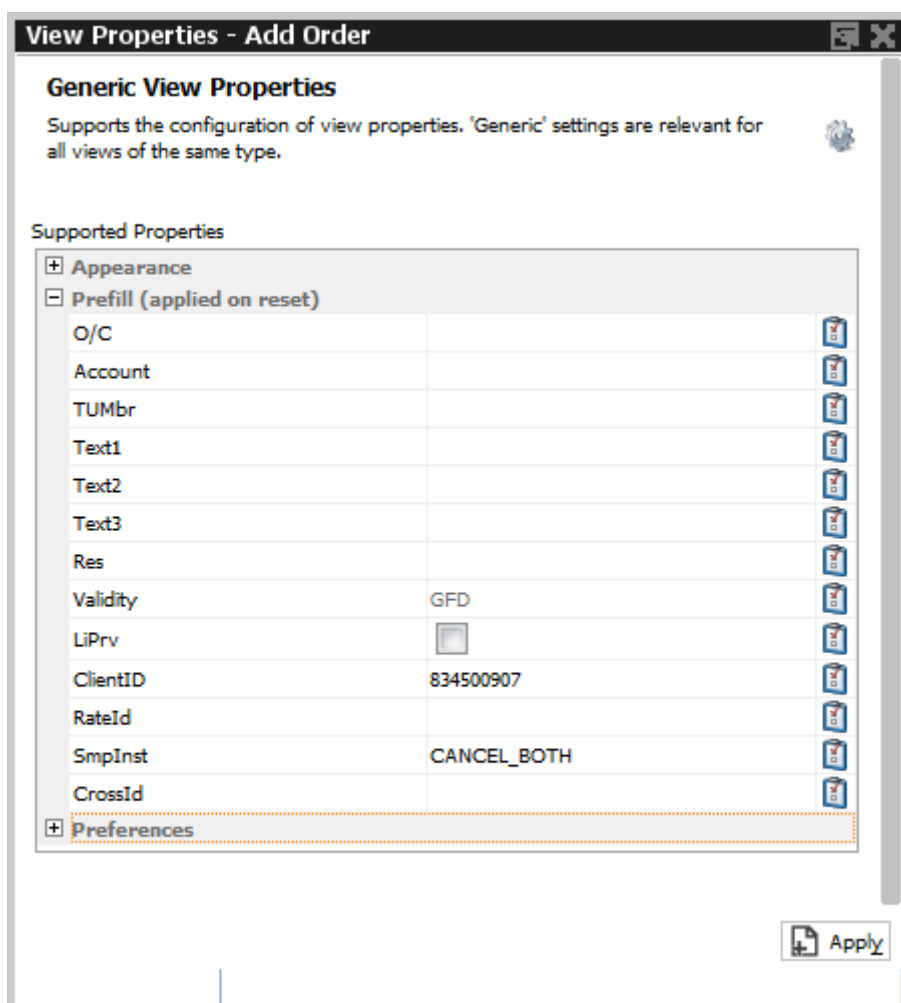 View Properties - Add Order
Generic View Properties
Supports the configuration of view properties. 'Generic' settings are relevant for
all views of the same type.
Supported Properties
Appearance
Prefill (applied on reset)
O/C
Account
TUMbr
Text1
Text2
Text3
Res
Validity GFD
LiPrv
ClientID 834500907
RateId
SmpInst CANCEL_BOTH
CrossId
Preferences
Apply